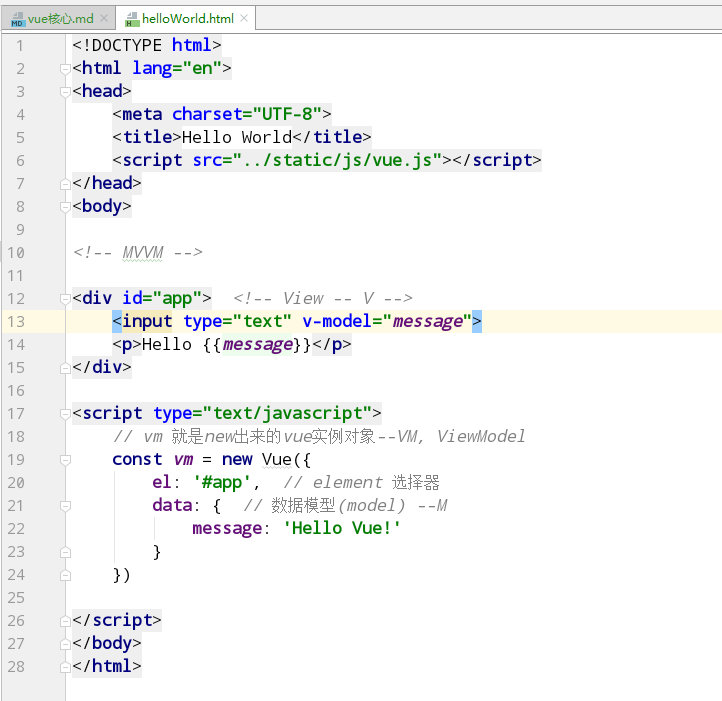 vue核心.md helloWorld.html
1 <!DOCTYPE html>
2 <html lang="en">
3 <head>
4 <meta charset="UTF-8">
5 <title>Hello World</title>
6 <script src="../static/js/vue.js"></script>
7 </head>
8 <body>
9
10 <!-- MVVM -->
11
12 <div id="app"> <!-- View -- V -->
13 <input type="text" v-model="message">
14 <p>Hello {{message}}</p>
15 </div>
16
17 <script type="text/javascript">
18 // vm 就是new出来的vue实例对象--VM, ViewModel
19 const vm = new Vue({
20 el: '#app', // element 选择器
21 data: { // 数据模型(model) --M
22 message: 'Hello Vue!'
23 }
24 })
25
26 </script>
27 </body>
28 </html>